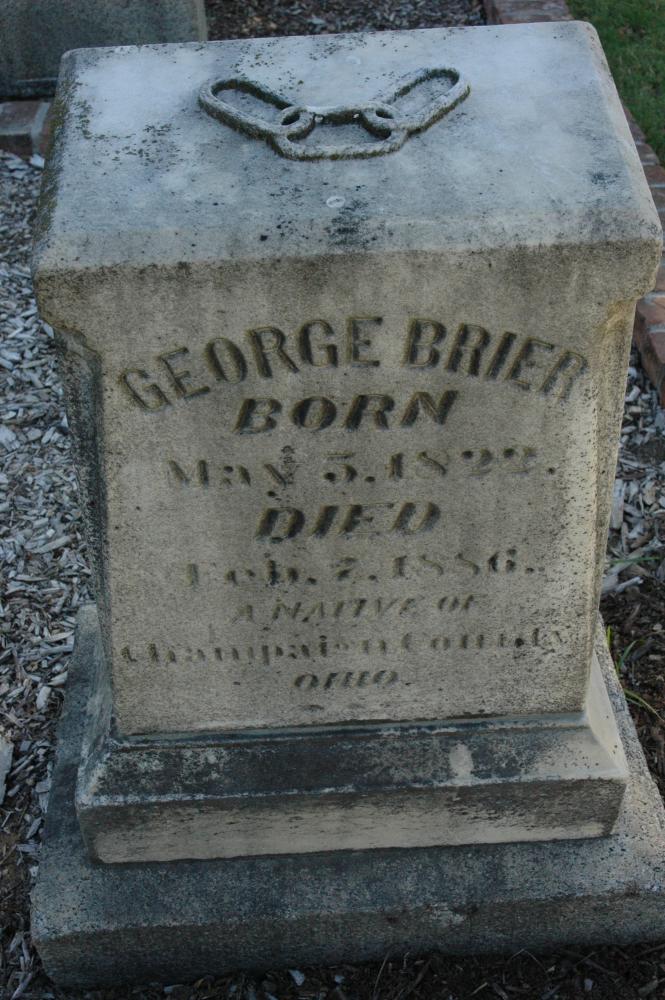 GEORGE BRIER
BORN
May 5, 1822.
DIED
Feb. 7, 1886.
A NATIVE OF
Champaign County
OHIO.